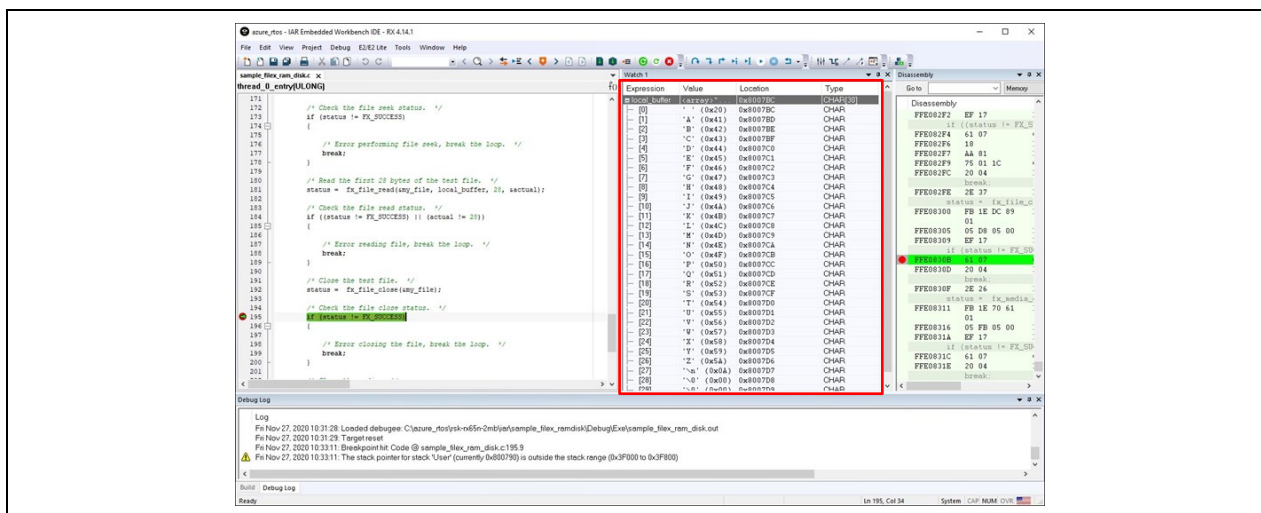 azure_rtos - IAR Embedded Workbench IDE - RX 4.14.1
File Edit View Project Debug E2/E2 Lite Tools Window Help
sample_filex_ram_disk.c
thread_0_entry(ULONG)
171
172 /* Check the file seek status. */
173 if (status != FX_SUCCESS)
174 {
175
176 /* Error performing file seek, break the loop. */
177 break;
178 }
179
180 /* Read the first 28 bytes of the test file. */
181 status = fx_file_read(&my_file, local_buffer, 28, &actual);
182
183 /* Check the file read status. */
184 if ((status != FX_SUCCESS) || (actual != 28))
185 {
186
187 /* Error reading file, break the loop. */
188 break;
189 }
190
191 /* Close the test file. */
192 status = fx_file_close(&my_file);
193
194 /* Check the file close status. */
195 if (status != FX_SUCCESS)
196 {
197
198 /* Error closing the file, break the loop. */
199 break;
200 }
201
Watch 1
Expression Value Location Type
local_buffer <array>"... 0x8007BC CHAR[30]
[0] ' ' (0x20) 0x8007BC CHAR
[1] 'A' (0x41) 0x8007BD CHAR
[2] 'B' (0x42) 0x8007BE CHAR
[3] 'C' (0x43) 0x8007BF CHAR
[4] 'D' (0x44) 0x8007C0 CHAR
[5] 'E' (0x45) 0x8007C1 CHAR
[6] 'F' (0x46) 0x8007C2 CHAR
[7] 'G' (0x47) 0x8007C3 CHAR
[8] 'H' (0x48) 0x8007C4 CHAR
[9] 'I' (0x49) 0x8007C5 CHAR
[10] 'J' (0x4A) 0x8007C6 CHAR
[11] 'K' (0x4B) 0x8007C7 CHAR
[12] 'L' (0x4C) 0x8007C8 CHAR
[13] 'M' (0x4D) 0x8007C9 CHAR
[14] 'N' (0x4E) 0x8007CA CHAR
[15] 'O' (0x4F) 0x8007CB CHAR
[16] 'P' (0x50) 0x8007CC CHAR
[17] 'Q' (0x51) 0x8007CD CHAR
[18] 'R' (0x52) 0x8007CE CHAR
[19] 'S' (0x53) 0x8007CF CHAR
[20] 'T' (0x54) 0x8007D0 CHAR
[21] 'U' (0x55) 0x8007D1 CHAR
[22] 'V' (0x56) 0x8007D2 CHAR
[23] 'W' (0x57) 0x8007D3 CHAR
[24] 'X' (0x58) 0x8007D4 CHAR
[25] 'Y' (0x59) 0x8007D5 CHAR
[26] 'Z' (0x5A) 0x8007D6 CHAR
[27] '\n' (0x0A) 0x8007D7 CHAR
[28] '\0' (0x00) 0x8007D8 CHAR
[29] '\0' (0x00) 0x8007D9 CHAR
Disassembly
Go to Memory
Disassembly
FFE082F2 EF 17
if ((status != FX_S
FFE082F4 61 07
FFE082F6 18
FFE082F7 AA 81
FFE082F9 75 01 1C
FFE082FC 20 04
break;
FFE082FE 2E 37
status = fx_file_c
FFE08300 FB 1E DC 89
01
FFE08305 05 D8 05 00
FFE08309 EF 17
if (status != FX_SU
FFE0830B 61 07
FFE0830D 20 04
break;
FFE0830F 2E 26
status = fx_media_
FFE08311 FB 1E 70 61
01
FFE08316 05 FB 05 00
FFE0831A EF 17
if (status != FX_SU
FFE0831C 61 07
FFE0831E 20 04
break;
Debug Log
Log
Fri Nov 27, 2020 10:31:28: Loaded debugee: C:\azure_rtos\rsk-rx65n-2mb\iar\sample_filex_ramdisk\Debug\Exe\sample_filex_ram_disk.out
Fri Nov 27, 2020 10:31:29: Target reset
Fri Nov 27, 2020 10:33:11: Breakpoint hit: Code @ sample_filex_ram_disk.c:195.9
Fri Nov 27, 2020 10:33:11: The stack pointer for stack 'User' (currently 0x800790) is outside the stack range (0x3F000 to 0x3F800)
Build Debug Log
Ready Ln 195, Col 34 System CAP NUM OVR